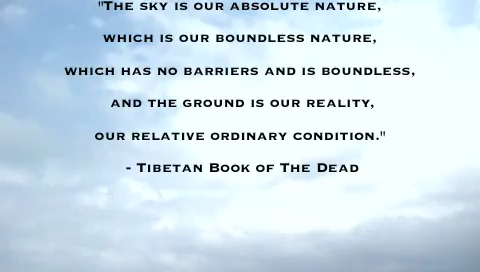 "The sky is our absolute nature,
which is our boundless nature,
which has no barriers and is boundless,
and the ground is our reality,
our relative ordinary condition."
- Tibetan Book of The Dead